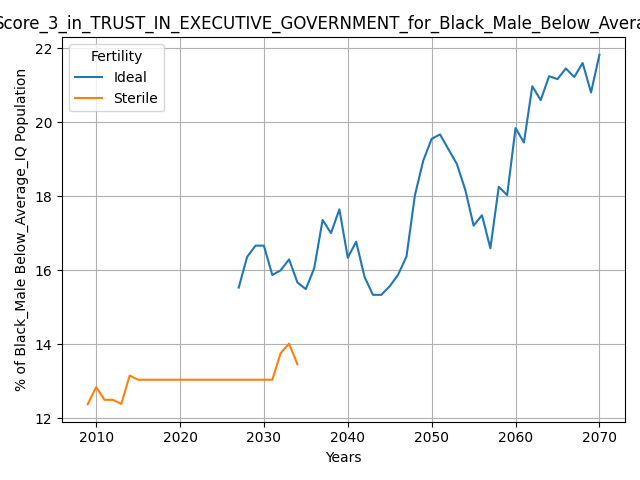 Score_3_in_TRUST_IN_EXECUTIVE_GOVERNMENT_for_Black_Male_Below_Avera
Fertility
Ideal
Sterile
% of Black_Male Below_Average_IQ Population
22
20
18
16
14
12
2010 2020 2030 2040 2050 2060 2070
Years